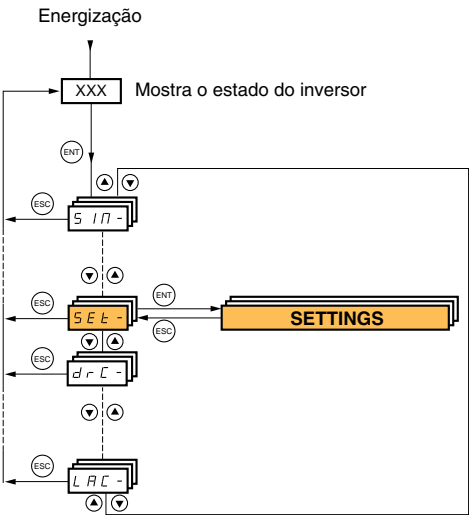 Energização
XXX Mostra o estado do inversor
ENT
ESC
SIM-
ESC
SEt-
ENT
ESC
SETTINGS
ESC
drC-
ESC
LAC-